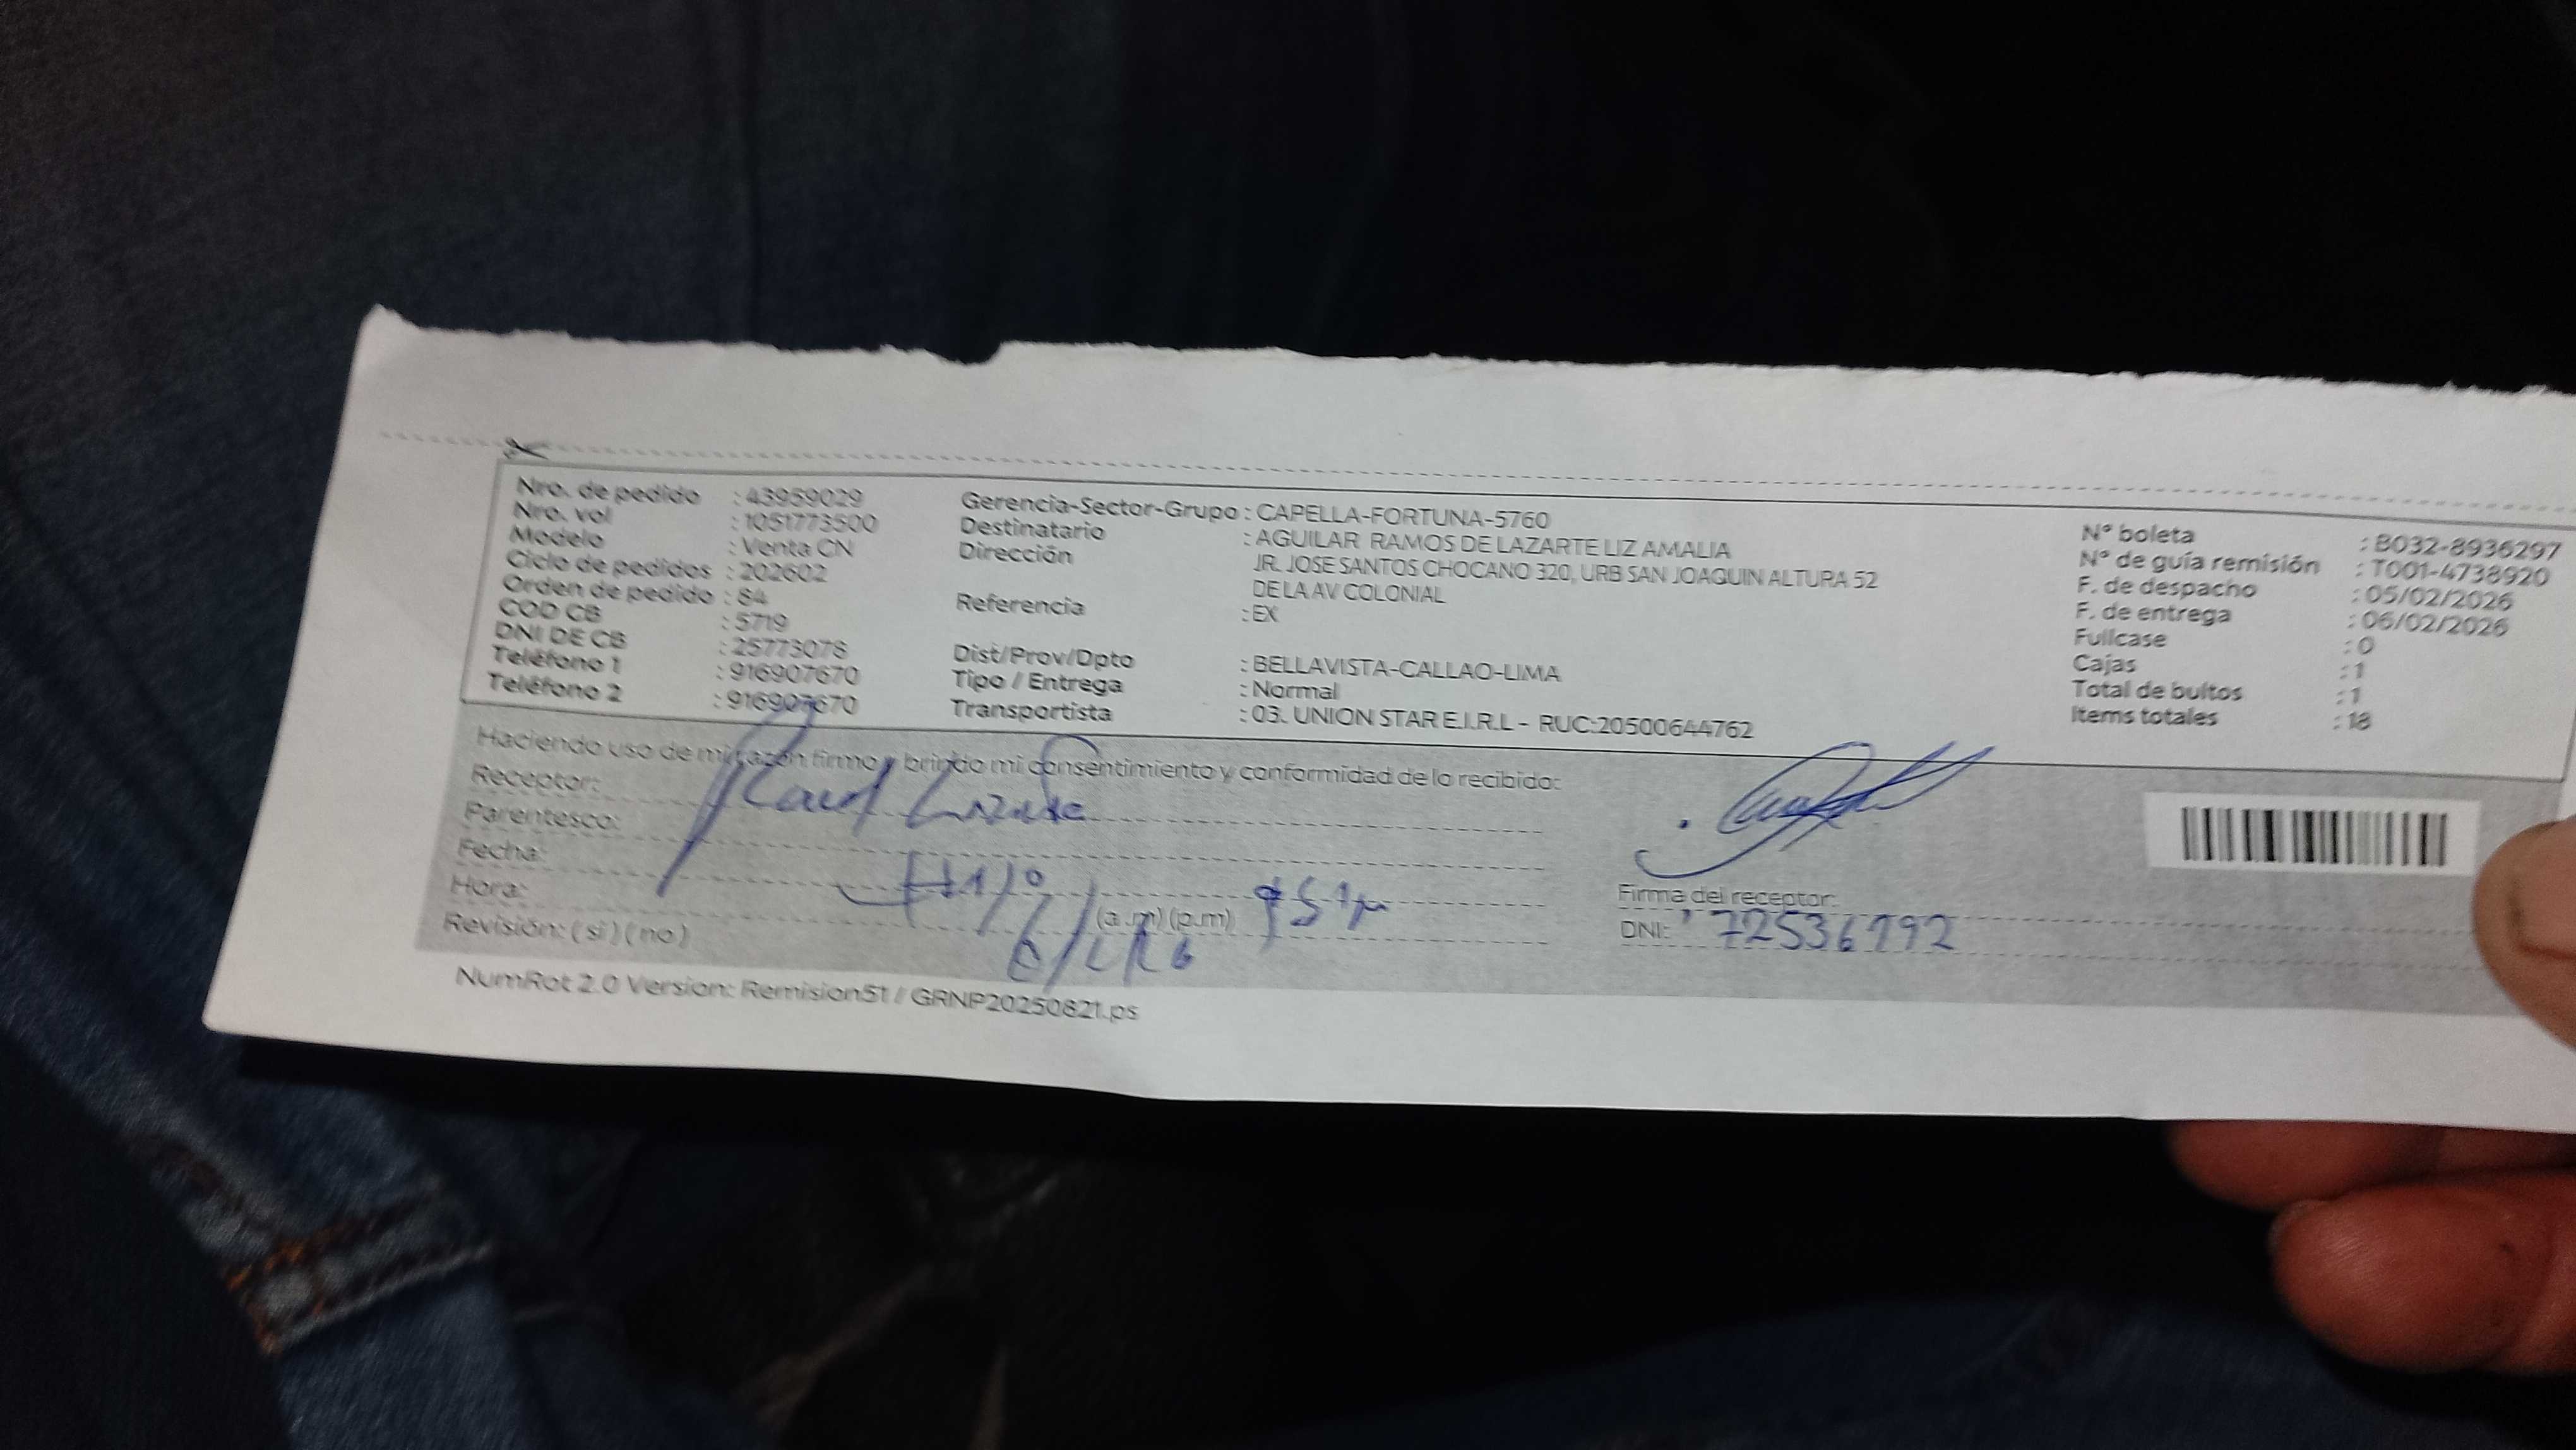 Nro. de pedido : 43959029
Nro. vol : 1051773500
Modelo : Venta CN
Ciclo de pedidos : 202602
Orden de pedido : 84
COD CB : 5719
DNI DE CB : 25773078
Teléfono 1 : 916907670
Teléfono 2 : 916907670
Gerencia-Sector-Grupo : CAPELLA-FORTUNA-5760
Destinatario : AGUILAR RAMOS DE LAZARTE LIZ AMALIA
Dirección JR. JOSE SANTOS CHOCANO 320, URB SAN JOAQUIN ALTURA 52
DE LA AV COLONIAL
Referencia : EX
Dist/Prov/Dpto : BELLAVISTA-CALLAO-LIMA
Tipo / Entrega : Normal
Transportista : 03. UNION STAR E.I.R.L - RUC:20500644762
N° boleta : B032-8936297
N° de guía remisión : T001-4738920
F. de despacho : 05/02/2026
F. de entrega : 06/02/2026
Fullcase : 0
Cajas : 1
Total de bultos : 1
Items totales : 18
Haciendo uso de mi razón firmo y brindo mi consentimiento y conformidad de lo recibido:
Receptor:
Parentesco:
Fecha:
Hora: (a.m) (p.m)
Revisión: ( si ) ( no )
Firma del receptor:
DNI: 72536192
NumRot 2.0 Version: Remision51 / GRNP20250821.ps